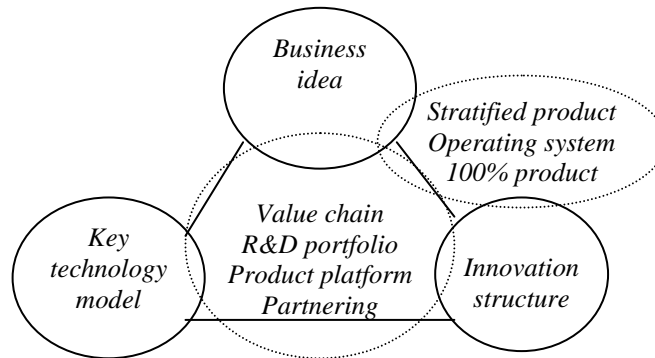 Business
idea
Stratified product
Operating system
100% product
Value chain
R&D portfolio
Product platform
Partnering
Key
technology
model
Innovation
structure